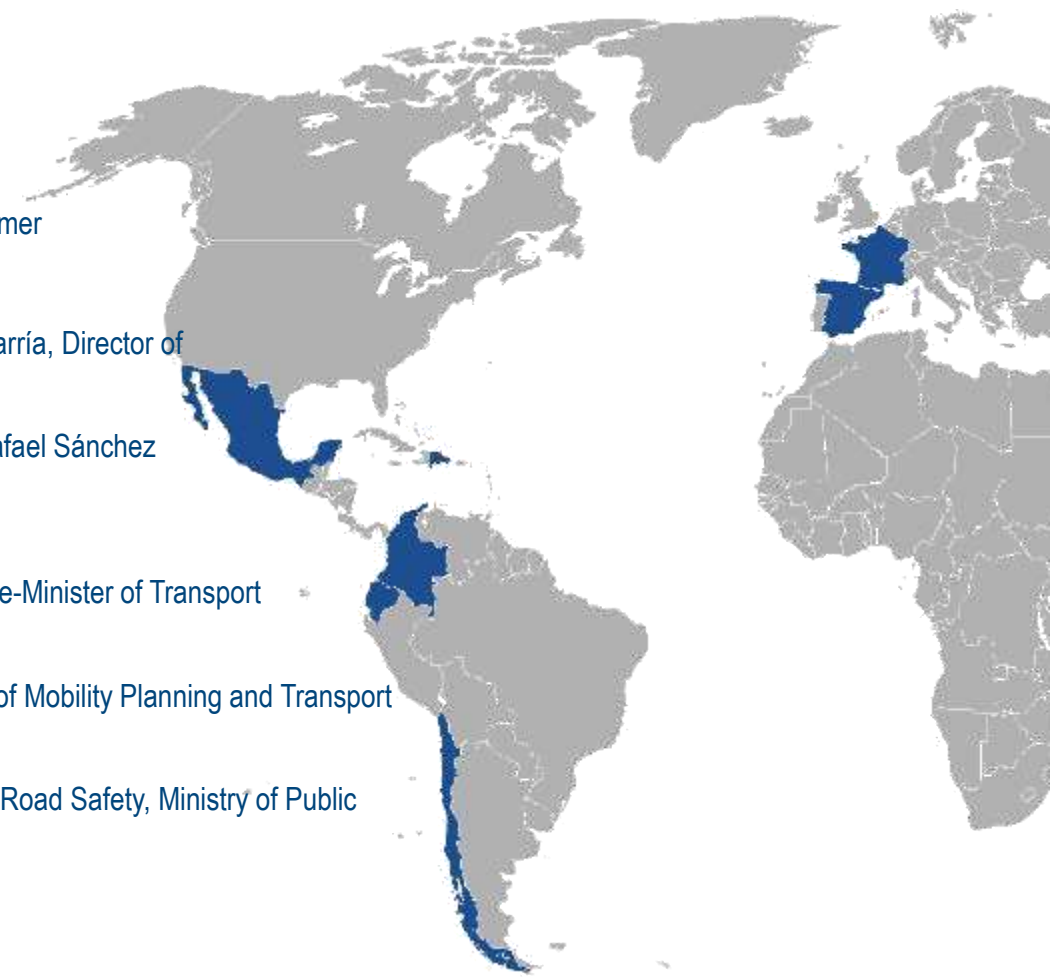 mer
arría, Director of
afael Sánchez
e-Minister of Transport
of Mobility Planning and Transport
Road Safety, Ministry of Public